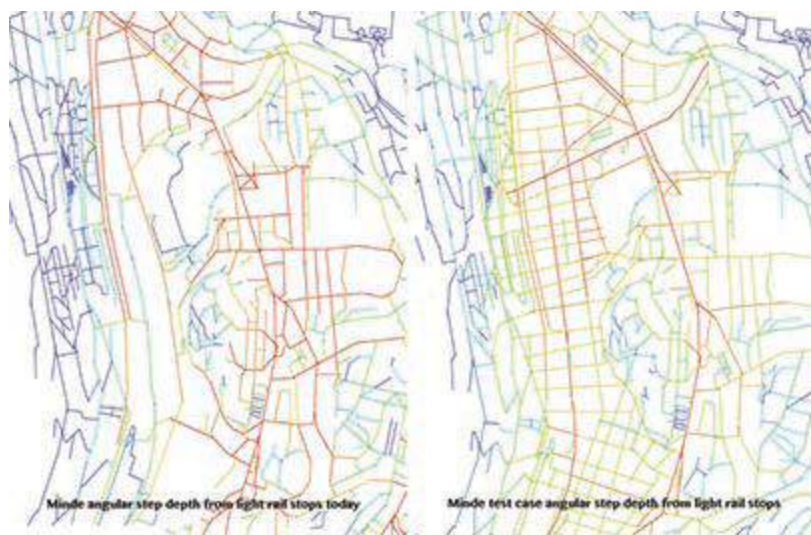 Minde angular step depth from light rail stops today
Minde test case angular step depth from light rail stops